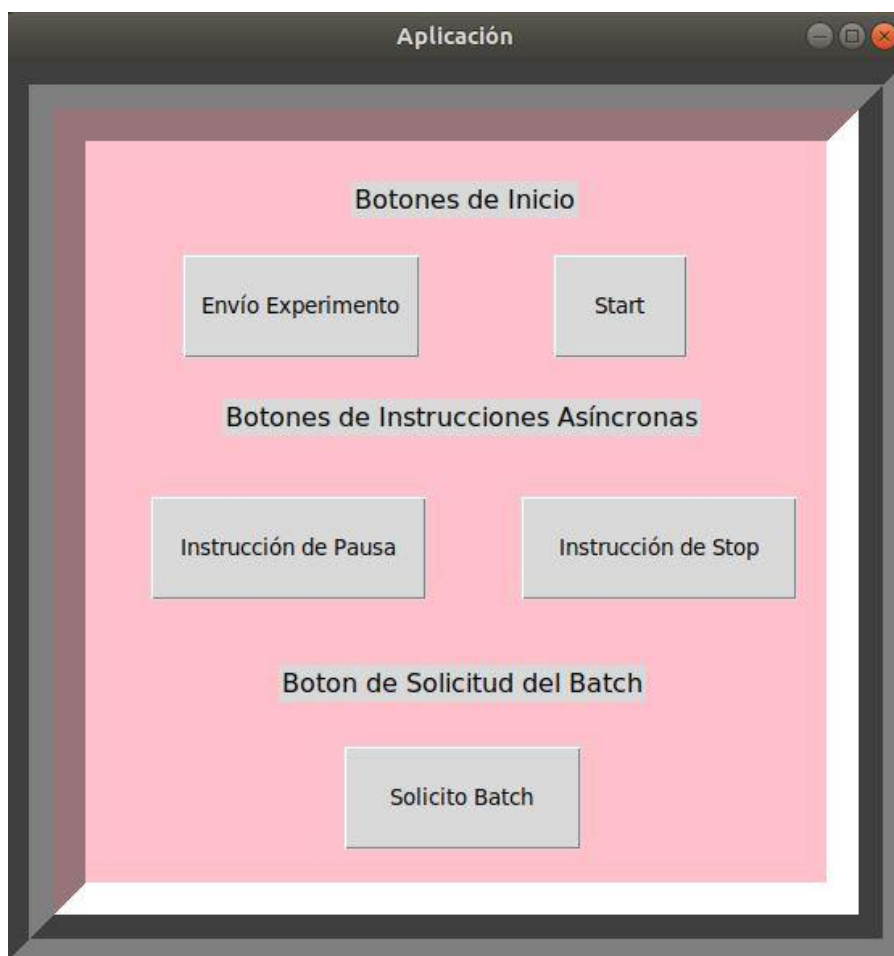 Aplicación
Botones de Inicio
Envío Experimento
Start
Botones de Instrucciones Asíncronas
Instrucción de Pausa
Instrucción de Stop
Boton de Solicitud del Batch
Solicito Batch